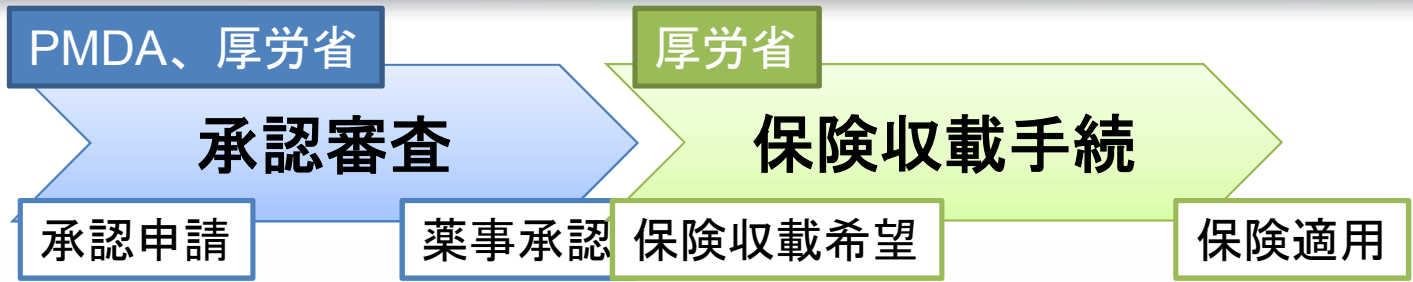 PMDA、厚労省
厚労省
承認審査
保険収載手続
承認申請
薬事承認
保険収載希望
保険適用